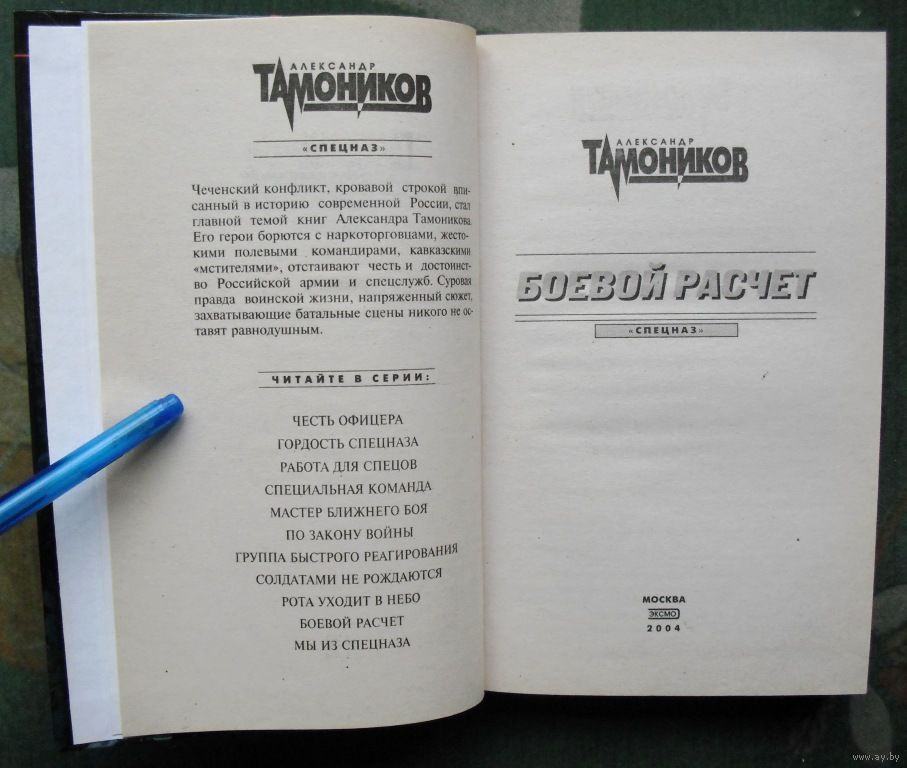 АЛЕКСАНДР
ТАМОНИКОВ
«СПЕЦНАЗ»
Чеченский конфликт, кровавой строкой впи-
санный в историю современной России, стал
главной темой книг Александра Тамоникова.
Его герои борются с наркоторговцами, жесто-
кими полевыми командирами, кавказскими
«мстителями», отстаивают честь и достоинст-
во Российской армии и спецслужб. Суровая
правда воинской жизни, напряженный сюжет,
захватывающие батальные сцены никого не ос-
тавят равнодушным.
ЧИТАЙТЕ В СЕРИИ:
ЧЕСТЬ ОФИЦЕРА
ГОРДОСТЬ СПЕЦНАЗА
РАБОТА ДЛЯ СПЕЦОВ
СПЕЦИАЛЬНАЯ КОМАНДА
МАСТЕР БЛИЖНЕГО БОЯ
ПО ЗАКОНУ ВОЙНЫ
ГРУППА БЫСТРОГО РЕАГИРОВАНИЯ
СОЛДАТАМИ НЕ РОЖДАЮТСЯ
РОТА УХОДИТ В НЕБО
БОЕВОЙ РАСЧЕТ
МЫ ИЗ СПЕЦНАЗА
АЛЕКСАНДР
ТАМОНИКОВ
БОЕВОЙ РАСЧЕТ
«СПЕЦНАЗ»
МОСКВА
ЭКСМО
2004
www.ay.by